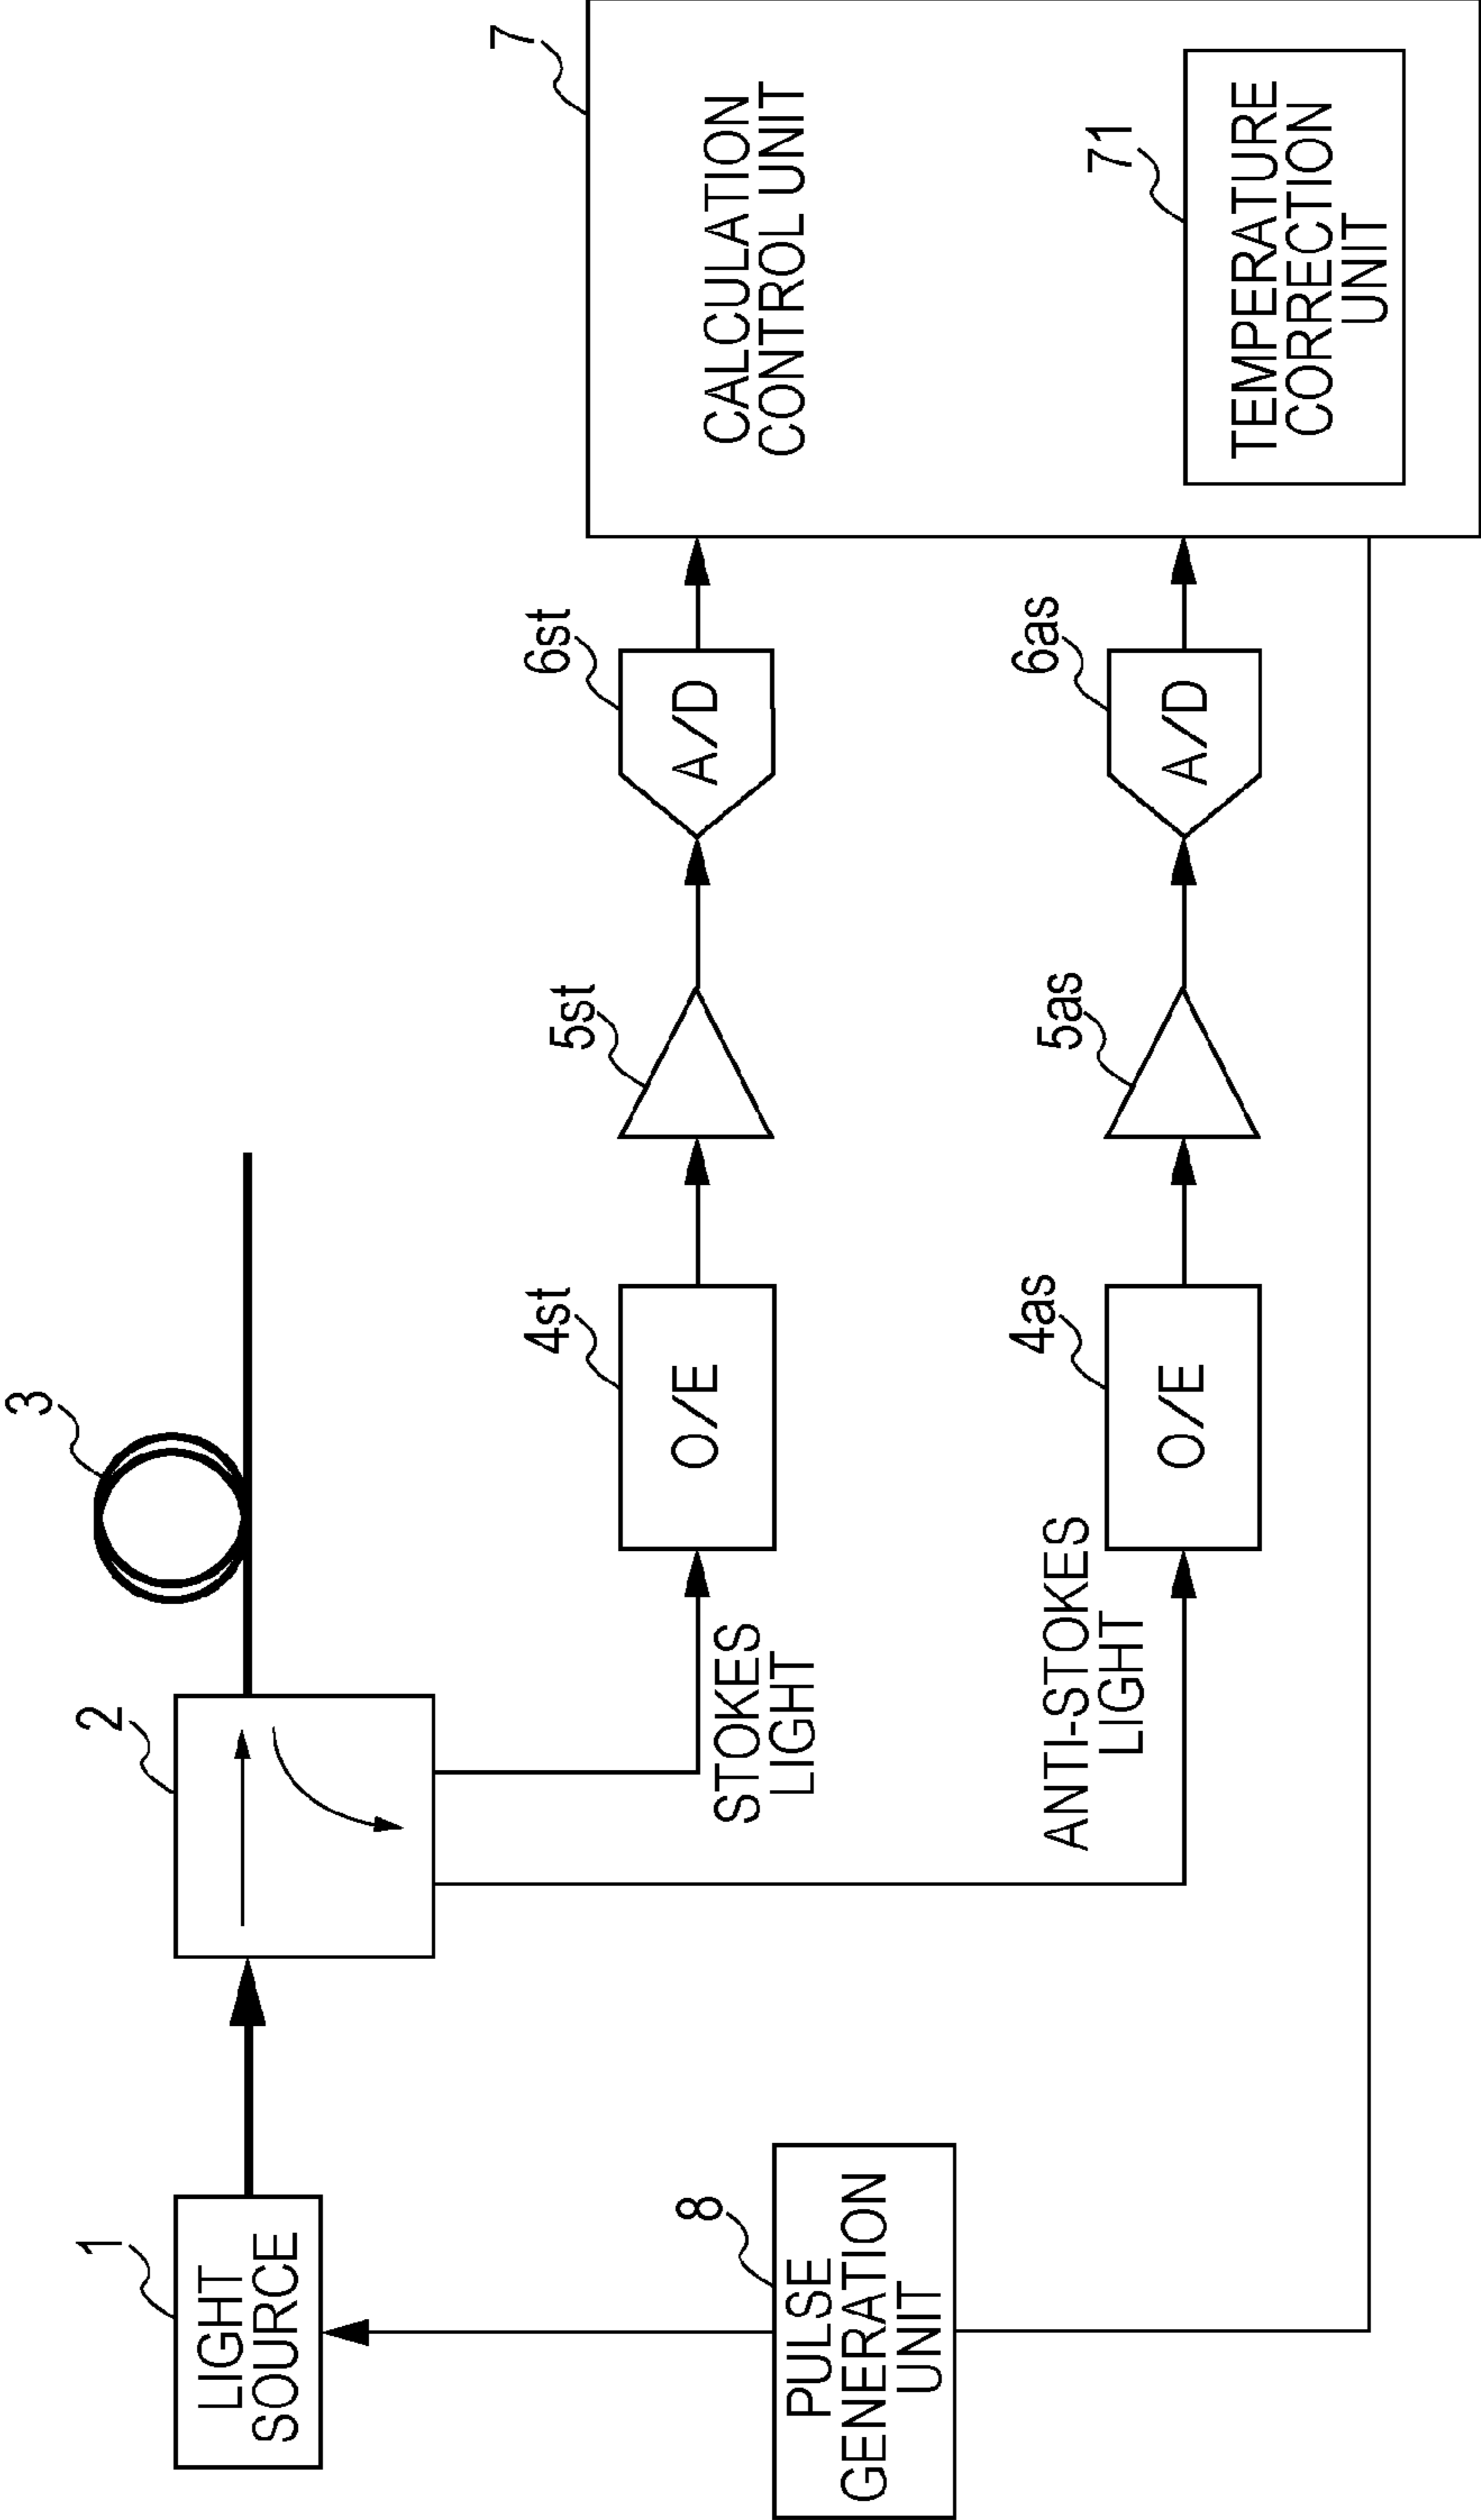 1
LIGHT
SOURCE
2
3
STOKES
LIGHT
4st
O/E
5st
6st
A/D
7
CALCULATION
CONTROL UNIT
8
PULSE
GENERATION
UNIT
ANTI-STOKES
LIGHT
4as
O/E
5as
6as
A/D
71
TEMPERATURE
CORRECTION
UNIT